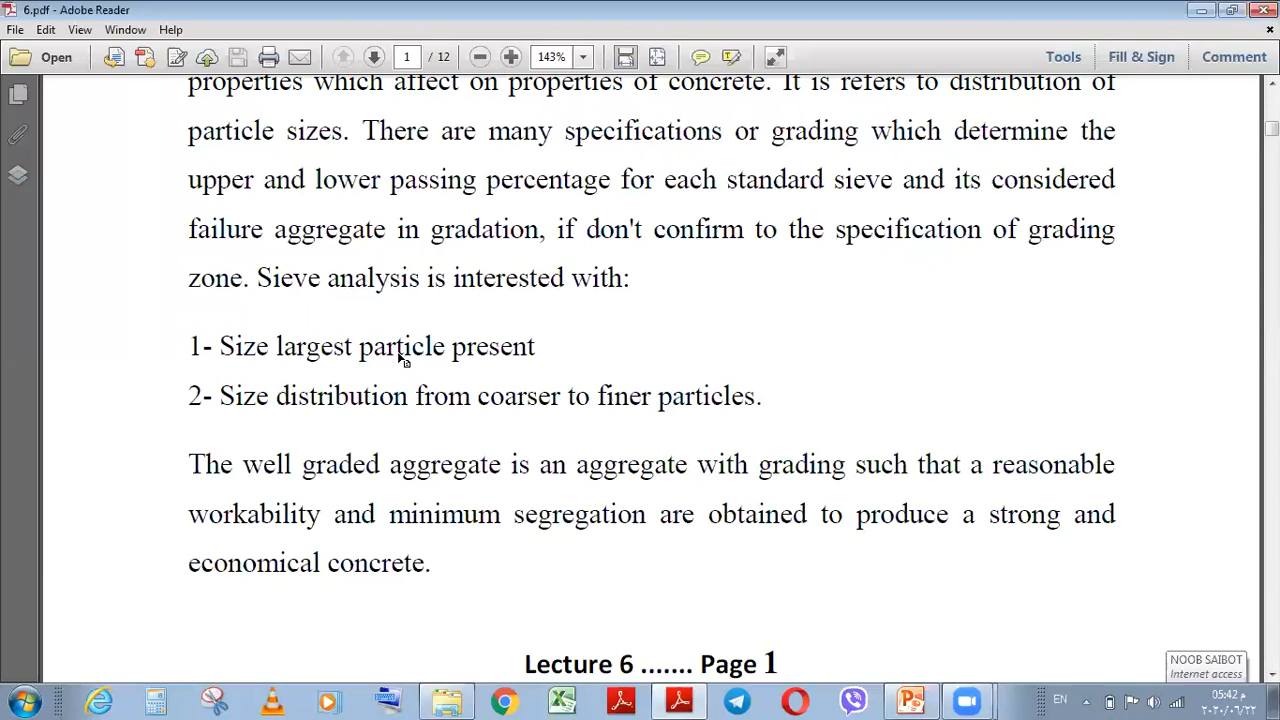 6.pdf - Adobe Reader
File Edit View Window Help
Open 1 / 12 143% Tools Fill & Sign Comment
properties which affect on properties of concrete. It is refers to distribution of
particle sizes. There are many specifications or grading which determine the
upper and lower passing percentage for each standard sieve and its considered
failure aggregate in gradation, if don't confirm to the specification of grading
zone. Sieve analysis is interested with:
1- Size largest particle present
2- Size distribution from coarser to finer particles.
The well graded aggregate is an aggregate with grading such that a reasonable
workability and minimum segregation are obtained to produce a strong and
economical concrete.
Lecture 6 ....... Page 1
NOOB SAIBOT
Internet access
EN 05:42 م
٢٠٢٠/٠٦/٢٢